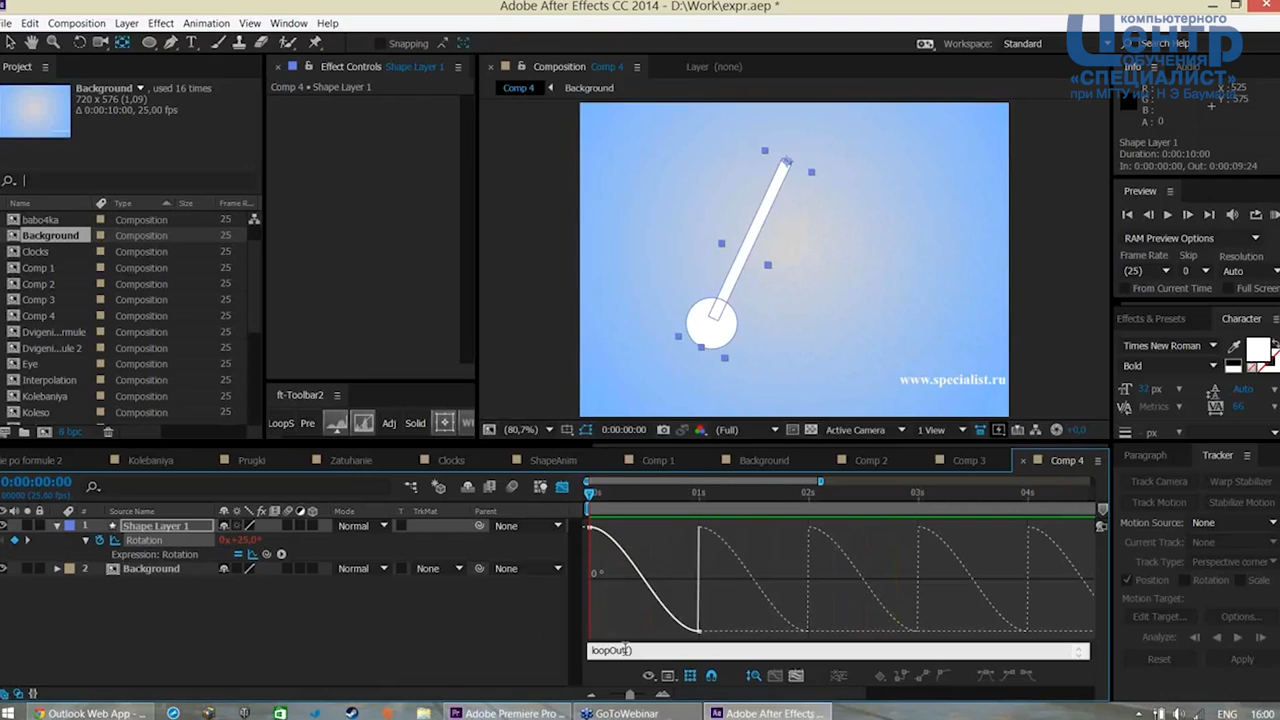 Adobe After Effects CC 2014 - D:\Work\expr.aep *
File Edit Composition Layer Effect Animation View Window Help
Snapping
Workspace: Standard
Search Help
компьютерного
Центр
ОБУЧЕНИЯ
«СПЕЦИАЛИСТ»
при МГТУ им. Н Э Баумана
Project
Background ▼, used 16 times
720 x 576 (1,09)
Δ 0:00:10:00, 25,00 fps
Effect Controls Shape Layer 1
Comp 4 • Shape Layer 1
Composition Comp 4
Layer (none)
Comp 4 Background
Info Audio
R :
G :
B :
A : 0
X : 525
Y : 575
Shape Layer 1
Duration: 0:00:10:00
In: 0:00:00:00, Out: 0:00:09:24
Preview
RAM Preview Options
Frame Rate Skip Resolution
(25) 0 Auto
From Current Time Full Screen
Name Type Size Frame R...
babo4ka Composition 25
Background Composition 25
Clocks Composition 25
Comp 1 Composition 25
Comp 2 Composition 25
Comp 3 Composition 25
Comp 4 Composition 25
Dvigeni...rmule Composition 25
Dvigeni...ule 2 Composition 25
Eye Composition 25
Interpolation Composition 25
Kolebaniya Composition 25
Koleso Composition 25
8 bpc
ft-Toolbar2
LoopS Pre Adj Solid W
www.specialist.ru
(80,7%) 0:00:00:00 (Full) Active Camera 1 View +0,0
Effects & Presets Character
Times New Roman
Bold
32 px Auto
Metrics 66
- px
ie po formule 2 Kolebaniya Prugki Zatuhanie Clocks ShapeAnim Comp 1 Background Comp 2 Comp 3 Comp 4
0:00:00:00
00000 (25.00 fps)
Source Name Mode T TrkMat Parent
1 Shape Layer 1 Normal None
Rotation 0x+25,0°
Expression: Rotation
2 Background Normal None None
01s 02s 03s 04s
0 °
loopOut()
Paragraph Tracker
Track Camera Warp Stabilizer
Track Motion Stabilize Motion
Motion Source: None
Current Track: None
Track Type: Perspective corner
Position Rotation Scale
Motion Target:
Edit Target... Options...
Analyze:
Reset Apply
Outlook Web App - ... Adobe Premiere Pro ... GoToWebinar Adobe After Effects ... ENG 16:00